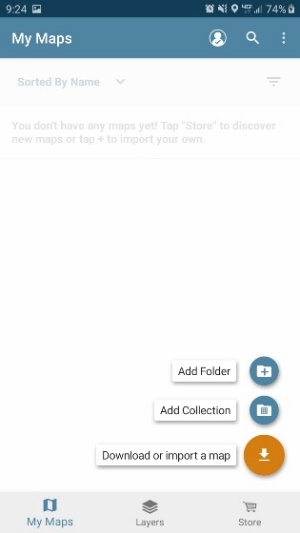 9:24 74%
My Maps
Sorted By Name
You don't have any maps yet! Tap "Store" to discover
new maps or tap + to import your own.
Add Folder
Add Collection
Download or import a map
My Maps Layers Store